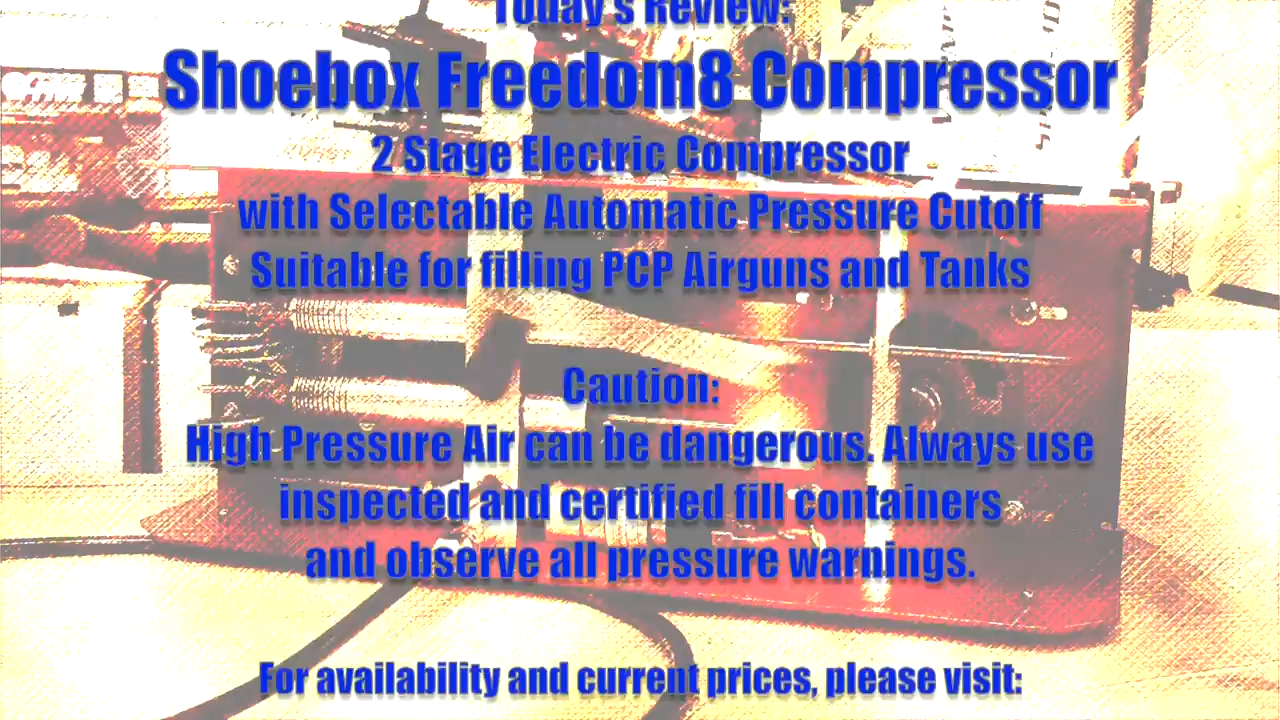 Today's Review:
Shoebox Freedom8 Compressor
2 Stage Electric Compressor
with Selectable Automatic Pressure Cutoff
Suitable for filling PCP Airguns and Tanks
Caution:
High Pressure Air can be dangerous. Always use
inspected and certified fill containers
and observe all pressure warnings.
For availability and current prices, please visit: